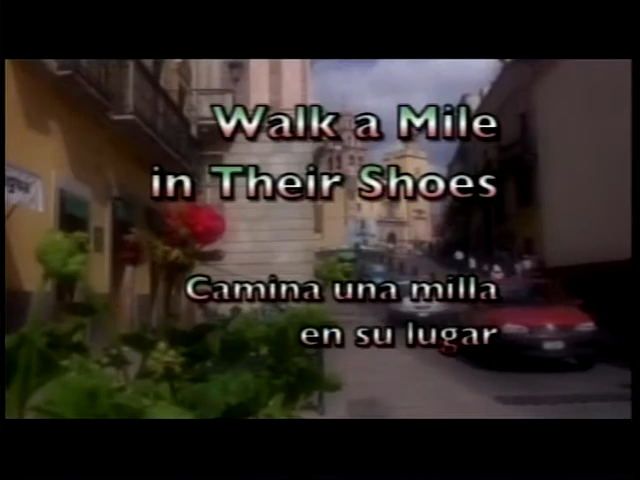 Walk a Mile
in Their Shoes
Camina una milla
en su lugar